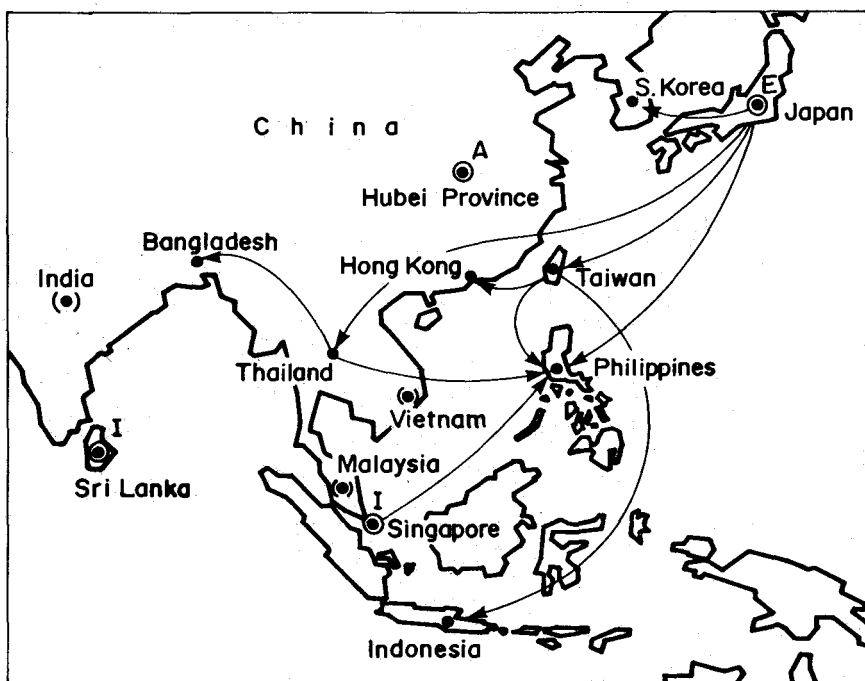 S. Korea
E
Japan
China
A
Hubei Province
Bangladesh
India
Hong Kong
Taiwan
Thailand
Philippines
Vietnam
I
Sri Lanka
Malaysia
I
Singapore
Indonesia